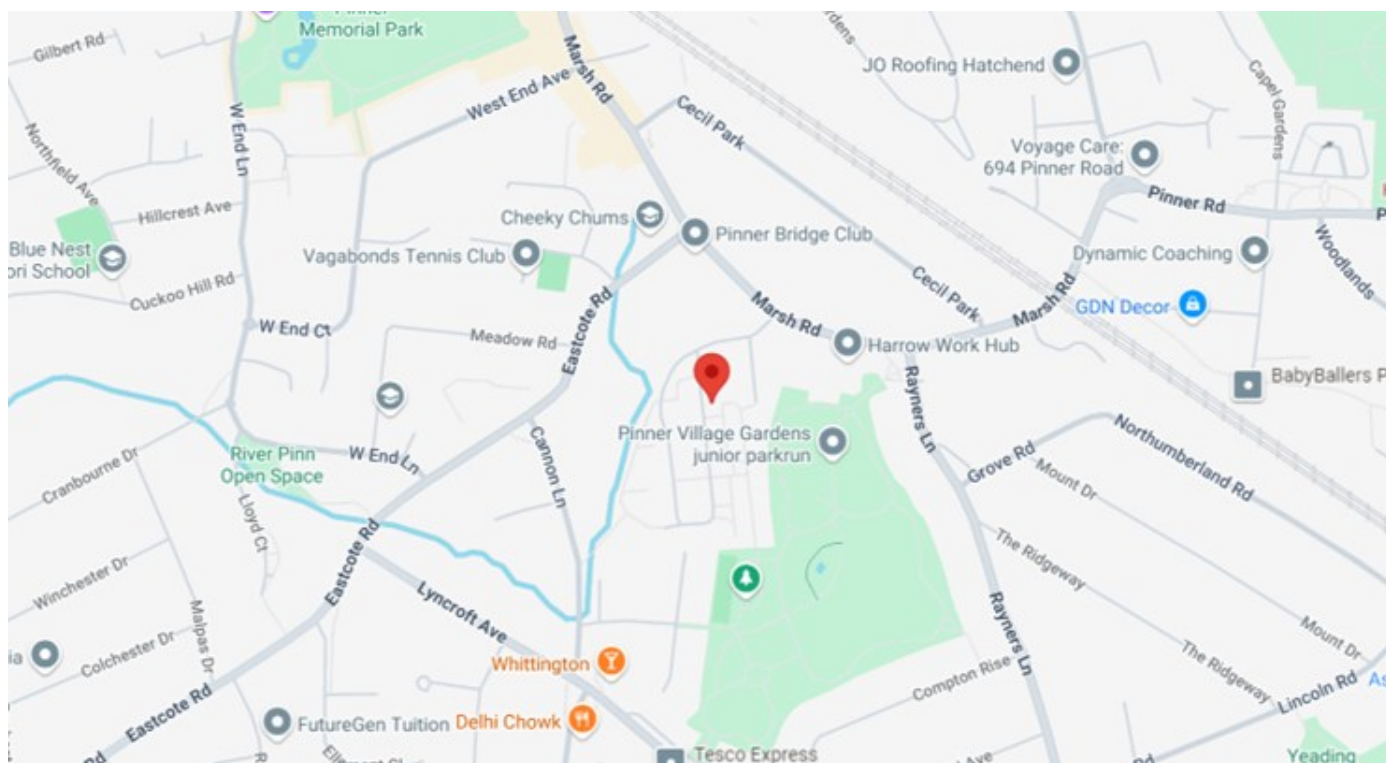 Pinner
Memorial Park
Gilbert Rd
Marsh Rd
West End Ave
W End Ln
Northfield Ave
Hillcrest Ave
Cuckoo Hill Rd
Blue Nest
ori School
Cheeky Chums
Vagabonds Tennis Club
Cecil Park
JO Roofing Hatchend
Capel Gardens
ardens
Voyage Care:
694 Pinner Road
Pinner Rd
P
Woodlands
Pinner Bridge Club
Dynamic Coaching
Cecil Park
Marsh Rd
GDN Decor
Marsh Rd
Harrow Work Hub
BabyBallers P
W End Ct
Meadow Rd
Eastcote Rd
Rayners Ln
Pinner Village Gardens
junior parkrun
Grove Rd
Northumberland Rd
Mount Dr
Cannon Ln
W End Ln
River Pinn
Open Space
Cranbourne Dr
Lloyd Ct
Eastcote Rd
The Ridgeway
Winchester Dr
Malpas Dr
Lyncroft Ave
Rayners Ln
Mount Dr
The Ridgeway
Colchester Dr
ia
Whittington
Compton Rise
Lincoln Rd
As
Eastcote Rd
FutureGen Tuition
Delhi Chowk
Tesco Express
Yeading
Rd